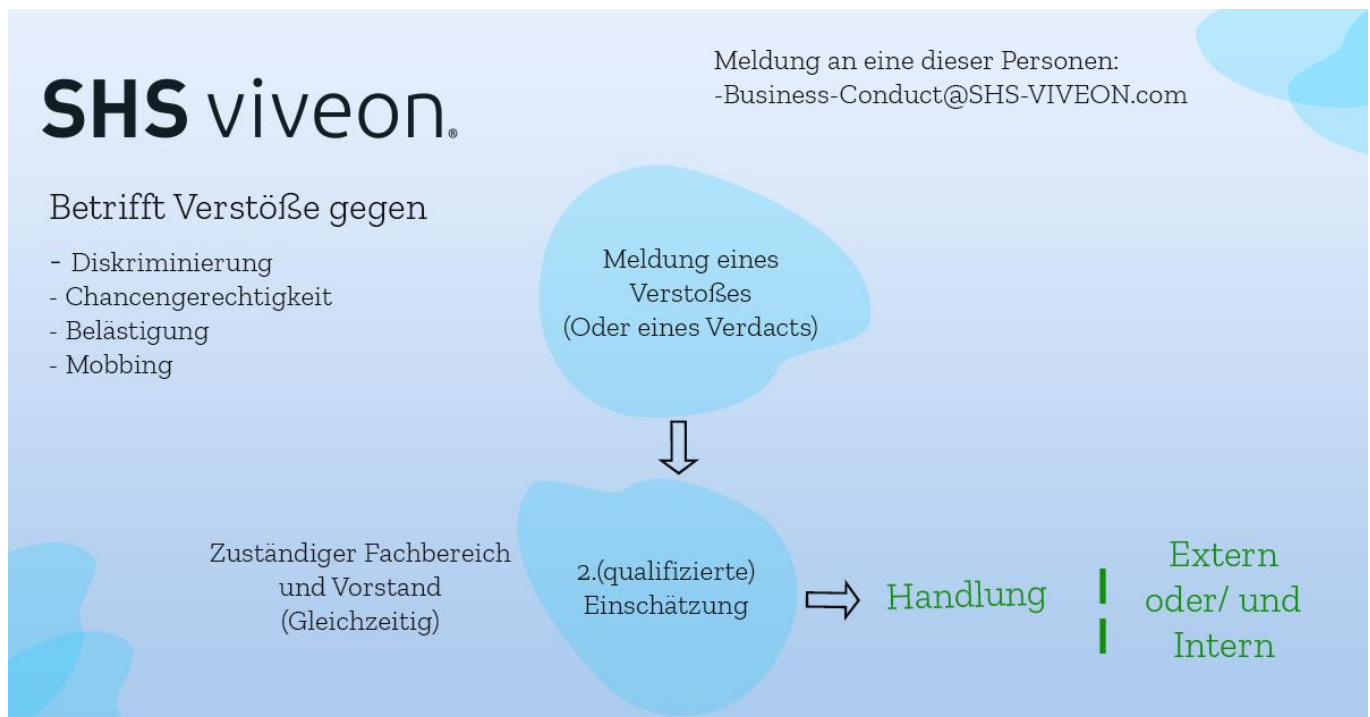 SHS viveon®
Meldung an eine dieser Personen:
-Business-Conduct@SHS-VIVEON.com
Betrifft Verstöße gegen
- Diskriminierung
- Chancengerechtigkeit
- Belästigung
- Mobbing
Meldung eines
Verstoßes
(Oder eines Verdacts)
Zuständiger Fachbereich
und Vorstand
(Gleichzeitig)
2.(qualifizierte)
Einschätzung
Handlung
Extern
oder/ und
Intern